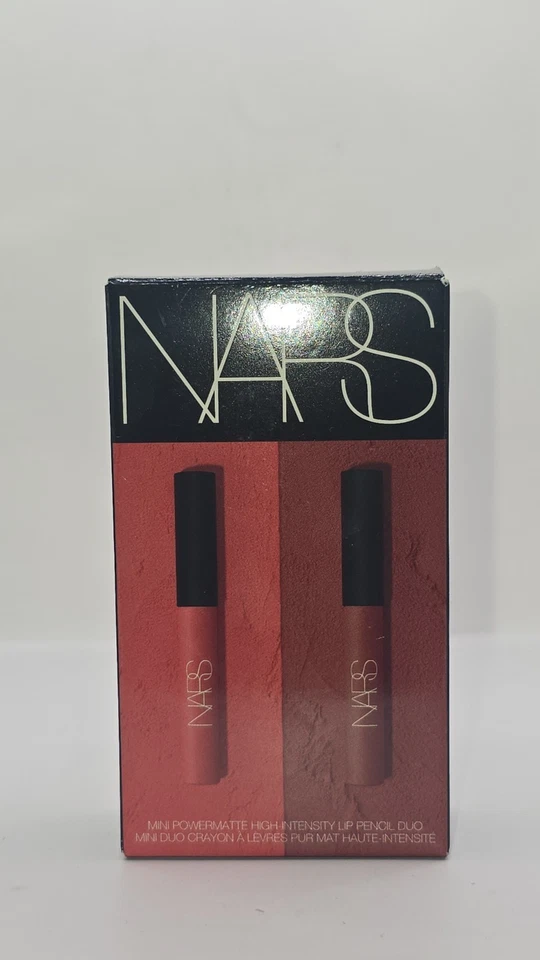 NARS
NARS
NARS
MINI POWERMATTE HIGH-INTENSITY LIP PENCIL DUO
MINI DUO CRAYON À LÈVRES PUR MAT HAUTE-INTENSITÉ